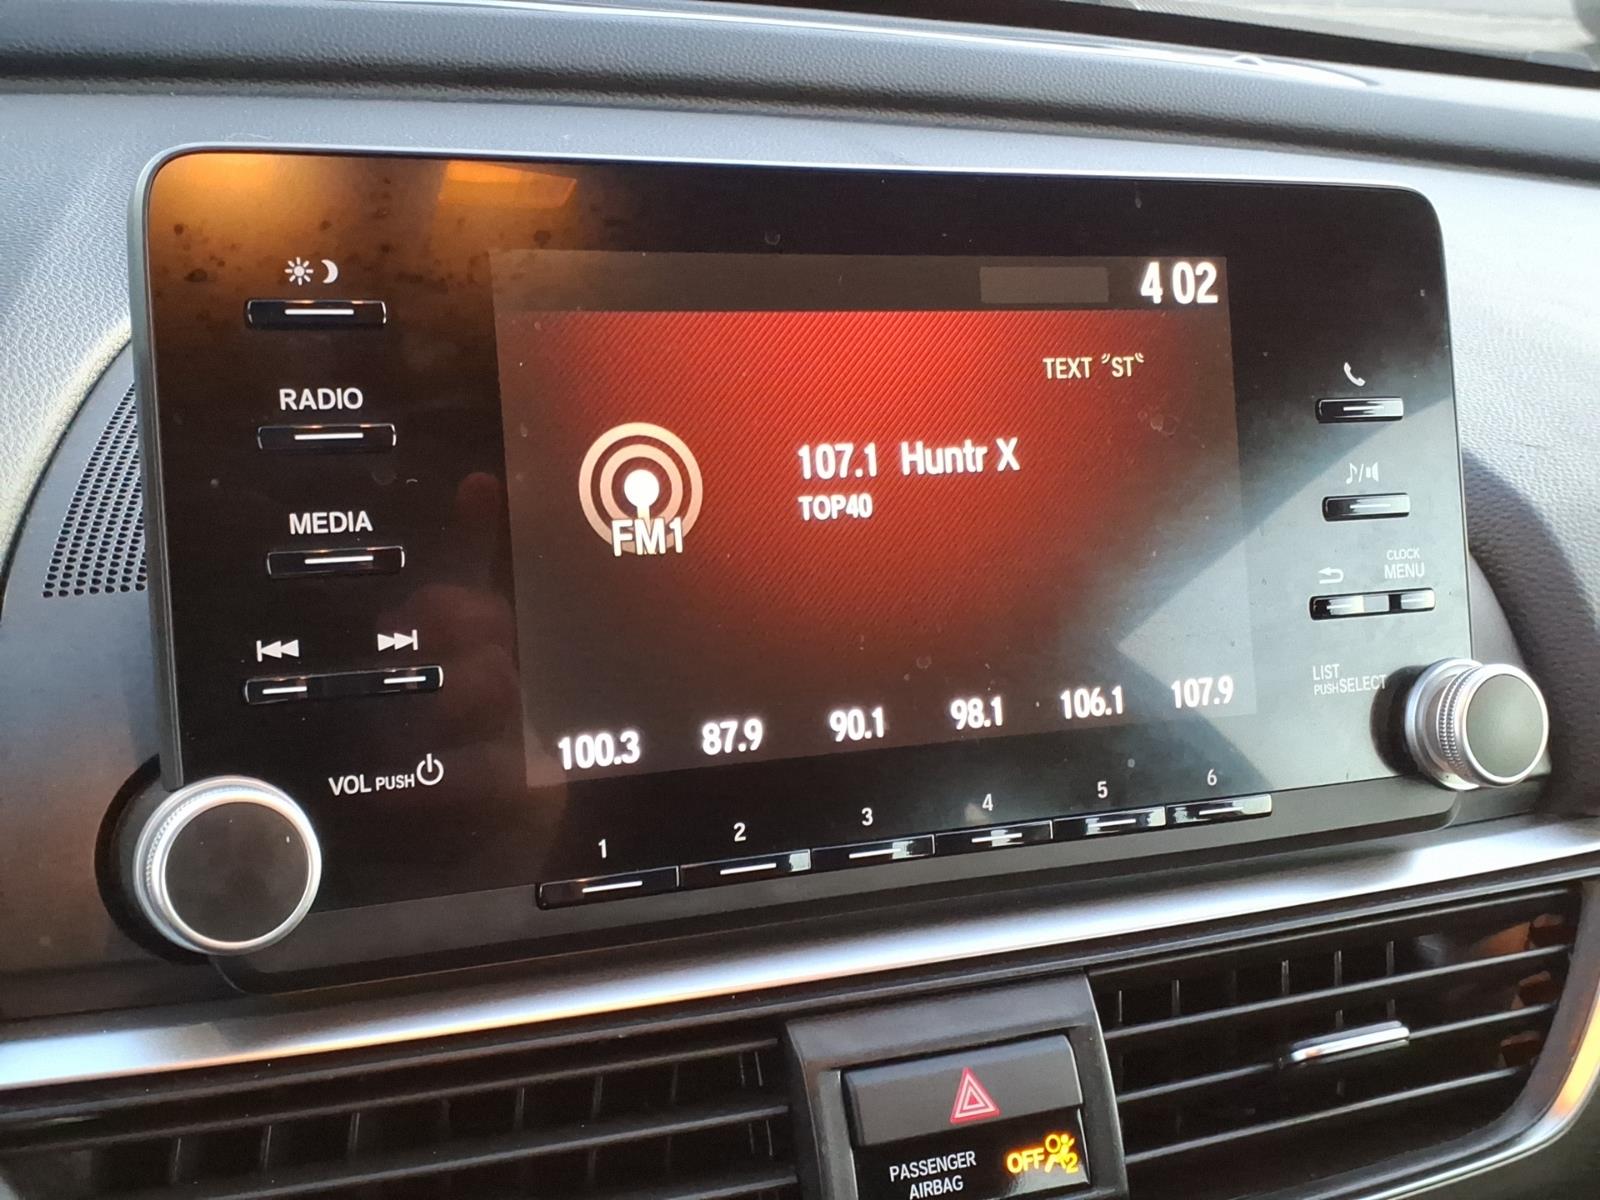 4 02
TEXT ST
RADIO
107.1 Huntr X
TOP40
FM1
MEDIA
CLOCK
MENU
LIST
PUSH SELECT
VOL PUSH
100.3 87.9 90.1 98.1 106.1 107.9
1 2 3 4 5 6
PASSENGER
AIRBAG
OFF 2